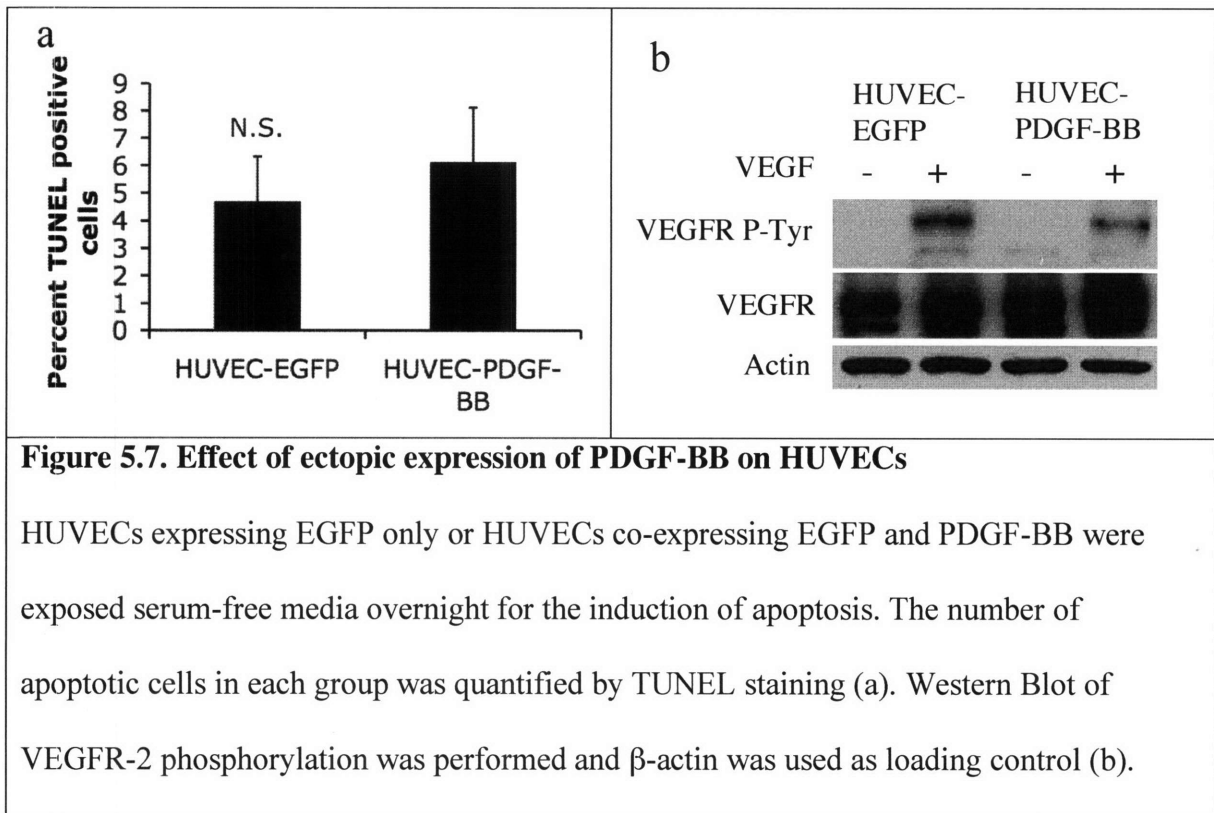 a
Percent TUNEL positive
cells
9
8
7
6
5
4
3
2
1
0
N.S.
HUVEC-EGFP
HUVEC-PDGF-
BB
b
HUVEC-
EGFP
HUVEC-
PDGF-BB
VEGF - + - +
VEGFR P-Tyr
VEGFR
Actin
Figure 5.7. Effect of ectopic expression of PDGF-BB on HUVECs
HUVECs expressing EGFP only or HUVECs co-expressing EGFP and PDGF-BB were
exposed serum-free media overnight for the induction of apoptosis. The number of
apoptotic cells in each group was quantified by TUNEL staining (a). Western Blot of
VEGFR-2 phosphorylation was performed and β-actin was used as loading control (b).